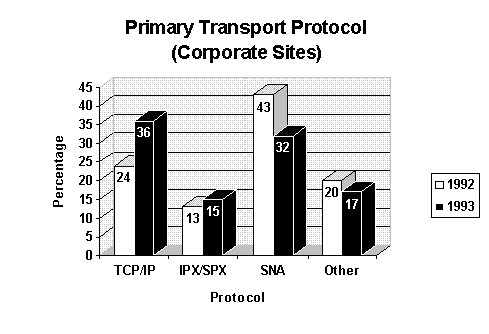 Primary Transport Protocol
(Corporate Sites)
Percentage
45
40
35
30
25
20
15
10
5
0
24
36
13
15
43
32
20
17
TCP/IP
IPX/SPX
SNA
Other
Protocol
1992
1993